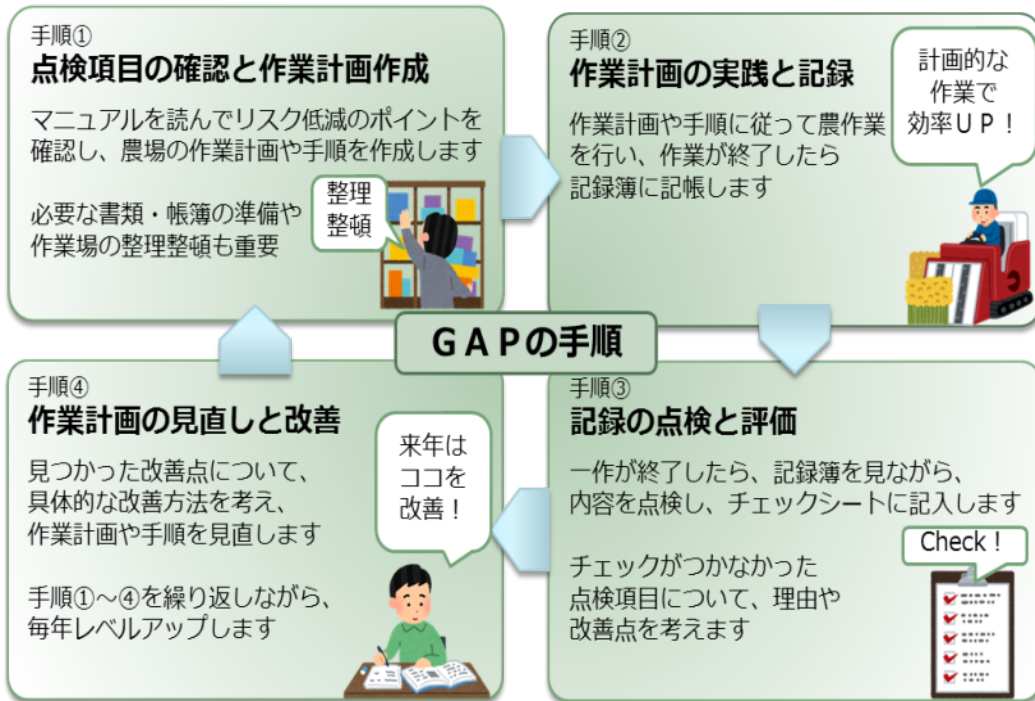 手順①
点検項目の確認と作業計画作成
マニュアルを読んでリスク低減のポイントを
確認し、農場の作業計画や手順を作成します
必要な書類・帳簿の準備や
作業場の整理整頓も重要
整理
整頓
手順②
作業計画の実践と記録
作業計画や手順に従って農作業
を行い、作業が終了したら
記録簿に記帳します
計画的な
作業で
効率UP！
GAPの手順
手順③
記録の点検と評価
一作が終了したら、記録簿を見ながら、
内容を点検し、チェックシートに記入します
チェックがつかなかった
点検項目について、理由や
改善点を考えます
Check！
手順④
作業計画の見直しと改善
見つかった改善点について、
具体的な改善方法を考え、
作業計画や手順を見直します
手順①～④を繰り返しながら、
毎年レベルアップします
来年は
ココを
改善！